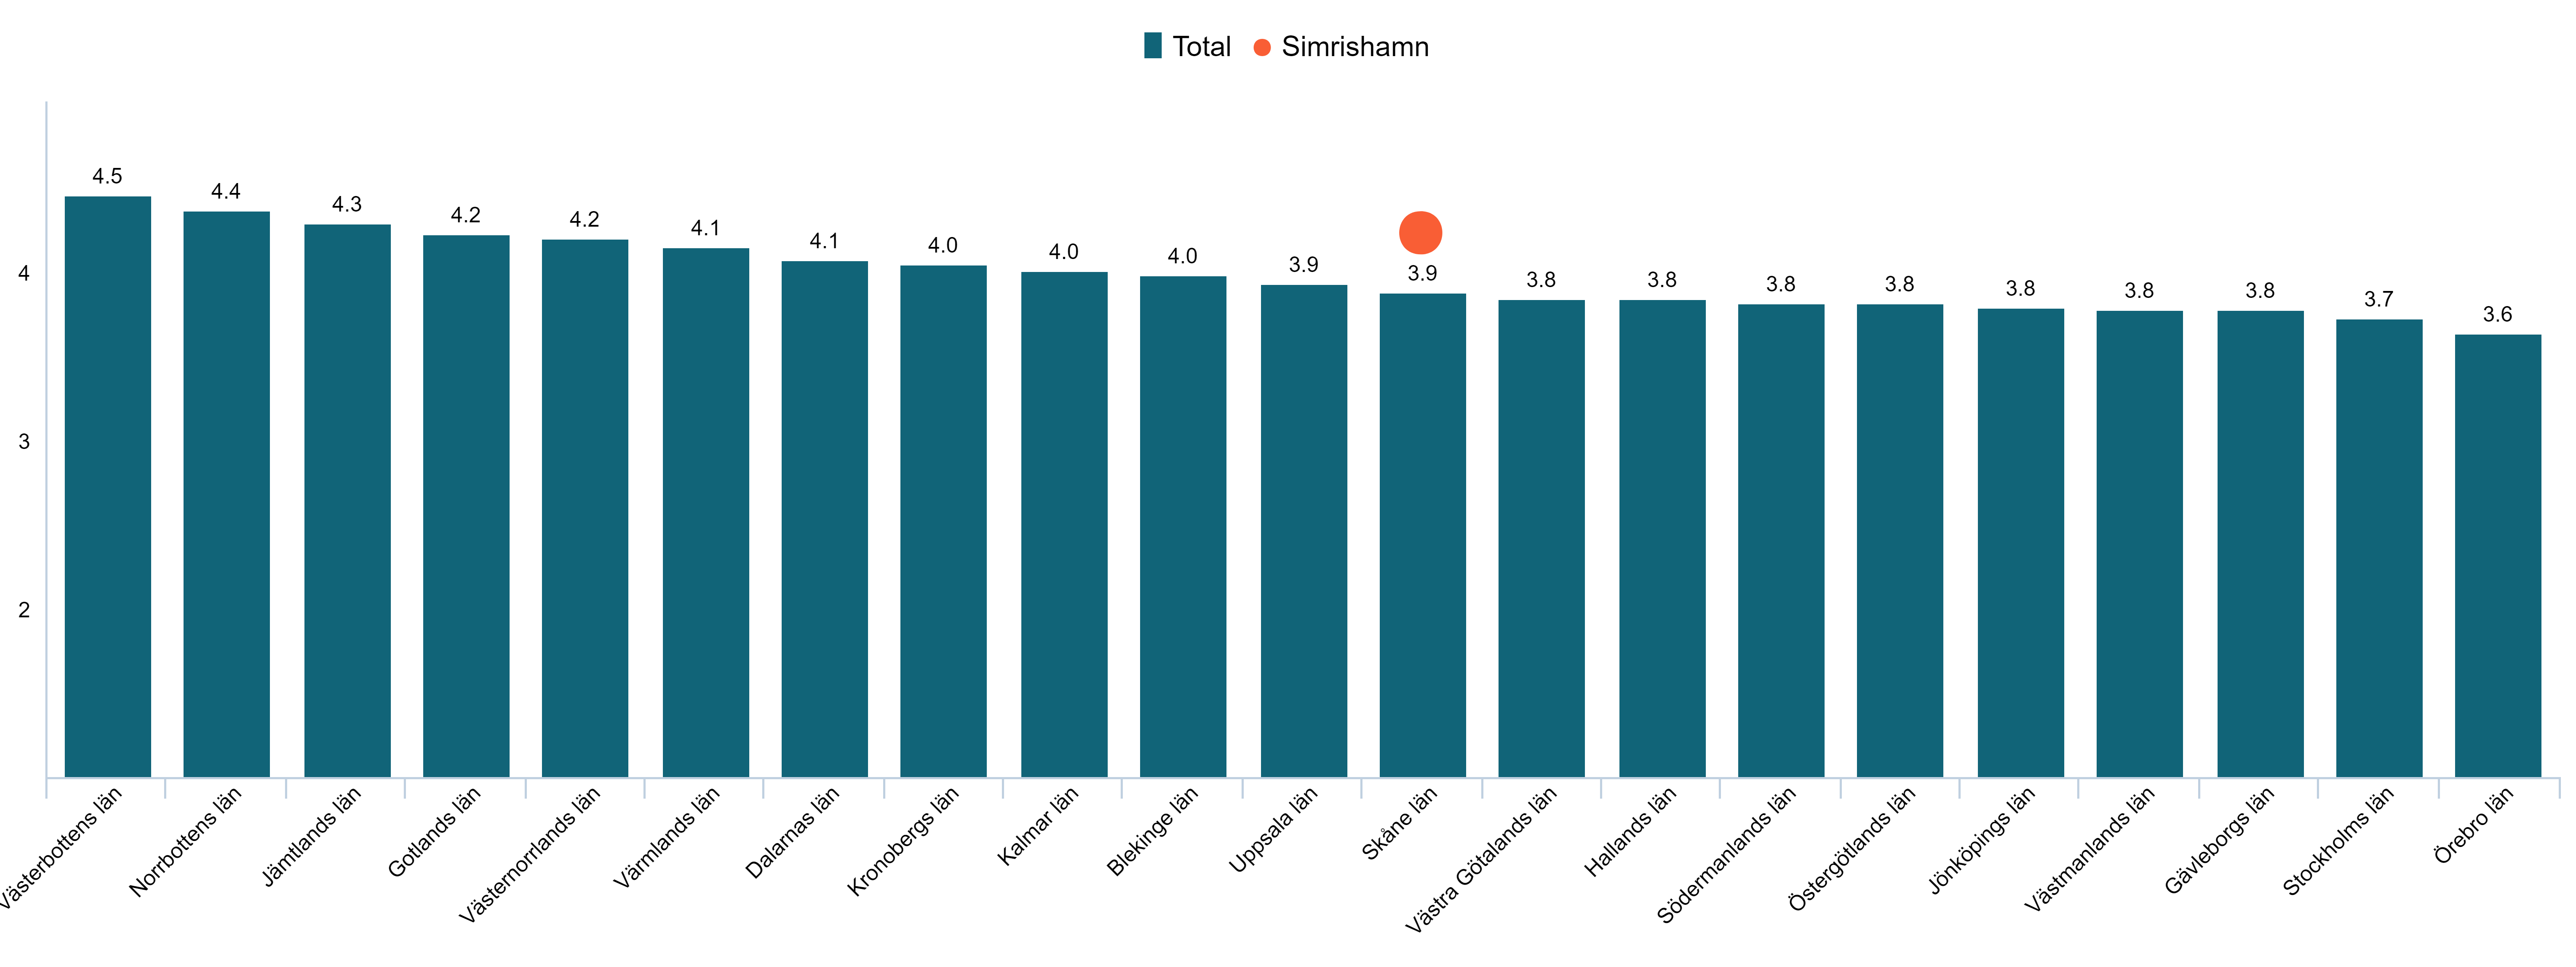 Total Simrishamn
4.5 4.4 4.3 4.2 4.2 4.1 4.1 4.0 4.0 4.0 3.9 3.9 3.8 3.8 3.8 3.8 3.8 3.8 3.8 3.7 3.6
4
3
2
Västerbottens län
Norrbottens län
Jämtlands län
Gotlands län
Västernorrlands län
Värmlands län
Dalarnas län
Kronobergs län
Kalmar län
Blekinge län
Uppsala län
Skåne län
Västra Götalands län
Hallands län
Södermanlands län
Östergötlands län
Jönköpings län
Västmanlands län
Gävleborgs län
Stockholms län
Örebro län